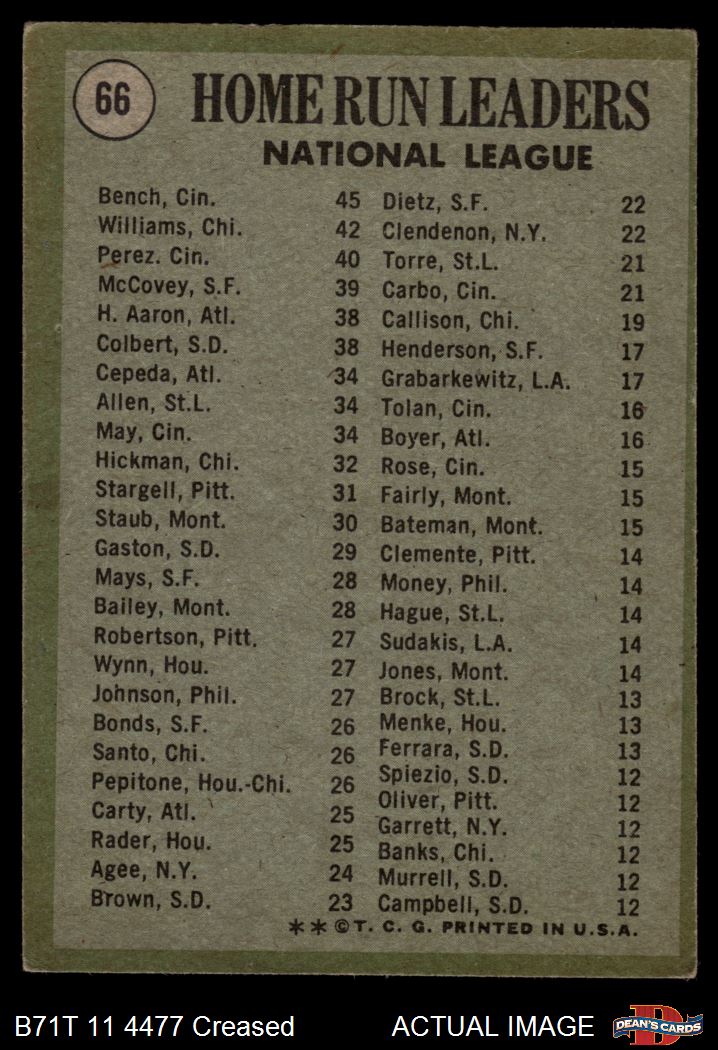 66
HOME RUN LEADERS
NATIONAL LEAGUE
Bench, Cin. 45
Williams, Chi. 42
Perez. Cin. 40
McCovey, S.F. 39
H. Aaron, Atl. 38
Colbert, S.D. 38
Cepeda, Atl. 34
Allen, St.L. 34
May, Cin. 34
Hickman, Chi. 32
Stargell, Pitt. 31
Staub, Mont. 30
Gaston, S.D. 29
Mays, S.F. 28
Bailey, Mont. 28
Robertson, Pitt. 27
Wynn, Hou. 27
Johnson, Phil. 27
Bonds, S.F. 26
Santo, Chi. 26
Pepitone, Hou.-Chi. 26
Carty, Atl. 25
Rader, Hou. 25
Agee, N.Y. 24
Brown, S.D. 23
Dietz, S.F. 22
Clendenon, N.Y. 22
Torre, St.L. 21
Carbo, Cin. 21
Callison, Chi. 19
Henderson, S.F. 17
Grabarkewitz, L.A. 17
Tolan, Cin. 16
Boyer, Atl. 16
Rose, Cin. 15
Fairly, Mont. 15
Bateman, Mont. 15
Clemente, Pitt. 14
Money, Phil. 14
Hague, St.L. 14
Sudakis, L.A. 14
Jones, Mont. 14
Brock, St.L. 13
Menke, Hou. 13
Ferrara, S.D. 13
Spiezio, S.D. 12
Oliver, Pitt. 12
Garrett, N.Y. 12
Banks, Chi. 12
Murrell, S.D. 12
Campbell, S.D. 12
**©T. C. G. PRINTED IN U.S.A.
B71T 11 4477 Creased ACTUAL IMAGE
DEAN'S CARDS